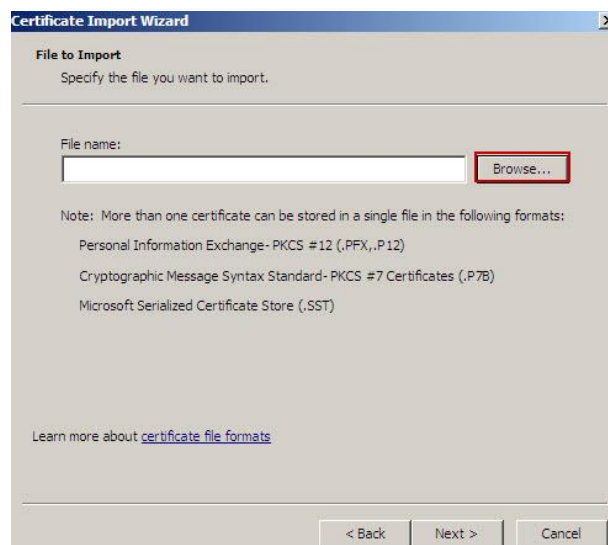 Certificate Import Wizard
File to Import
Specify the file you want to import.
File name:
Browse...
Note: More than one certificate can be stored in a single file in the following formats:
Personal Information Exchange- PKCS #12 (.PFX,.P12)
Cryptographic Message Syntax Standard- PKCS #7 Certificates (.P7B)
Microsoft Serialized Certificate Store (.SST)
Learn more about certificate file formats
< Back Next > Cancel